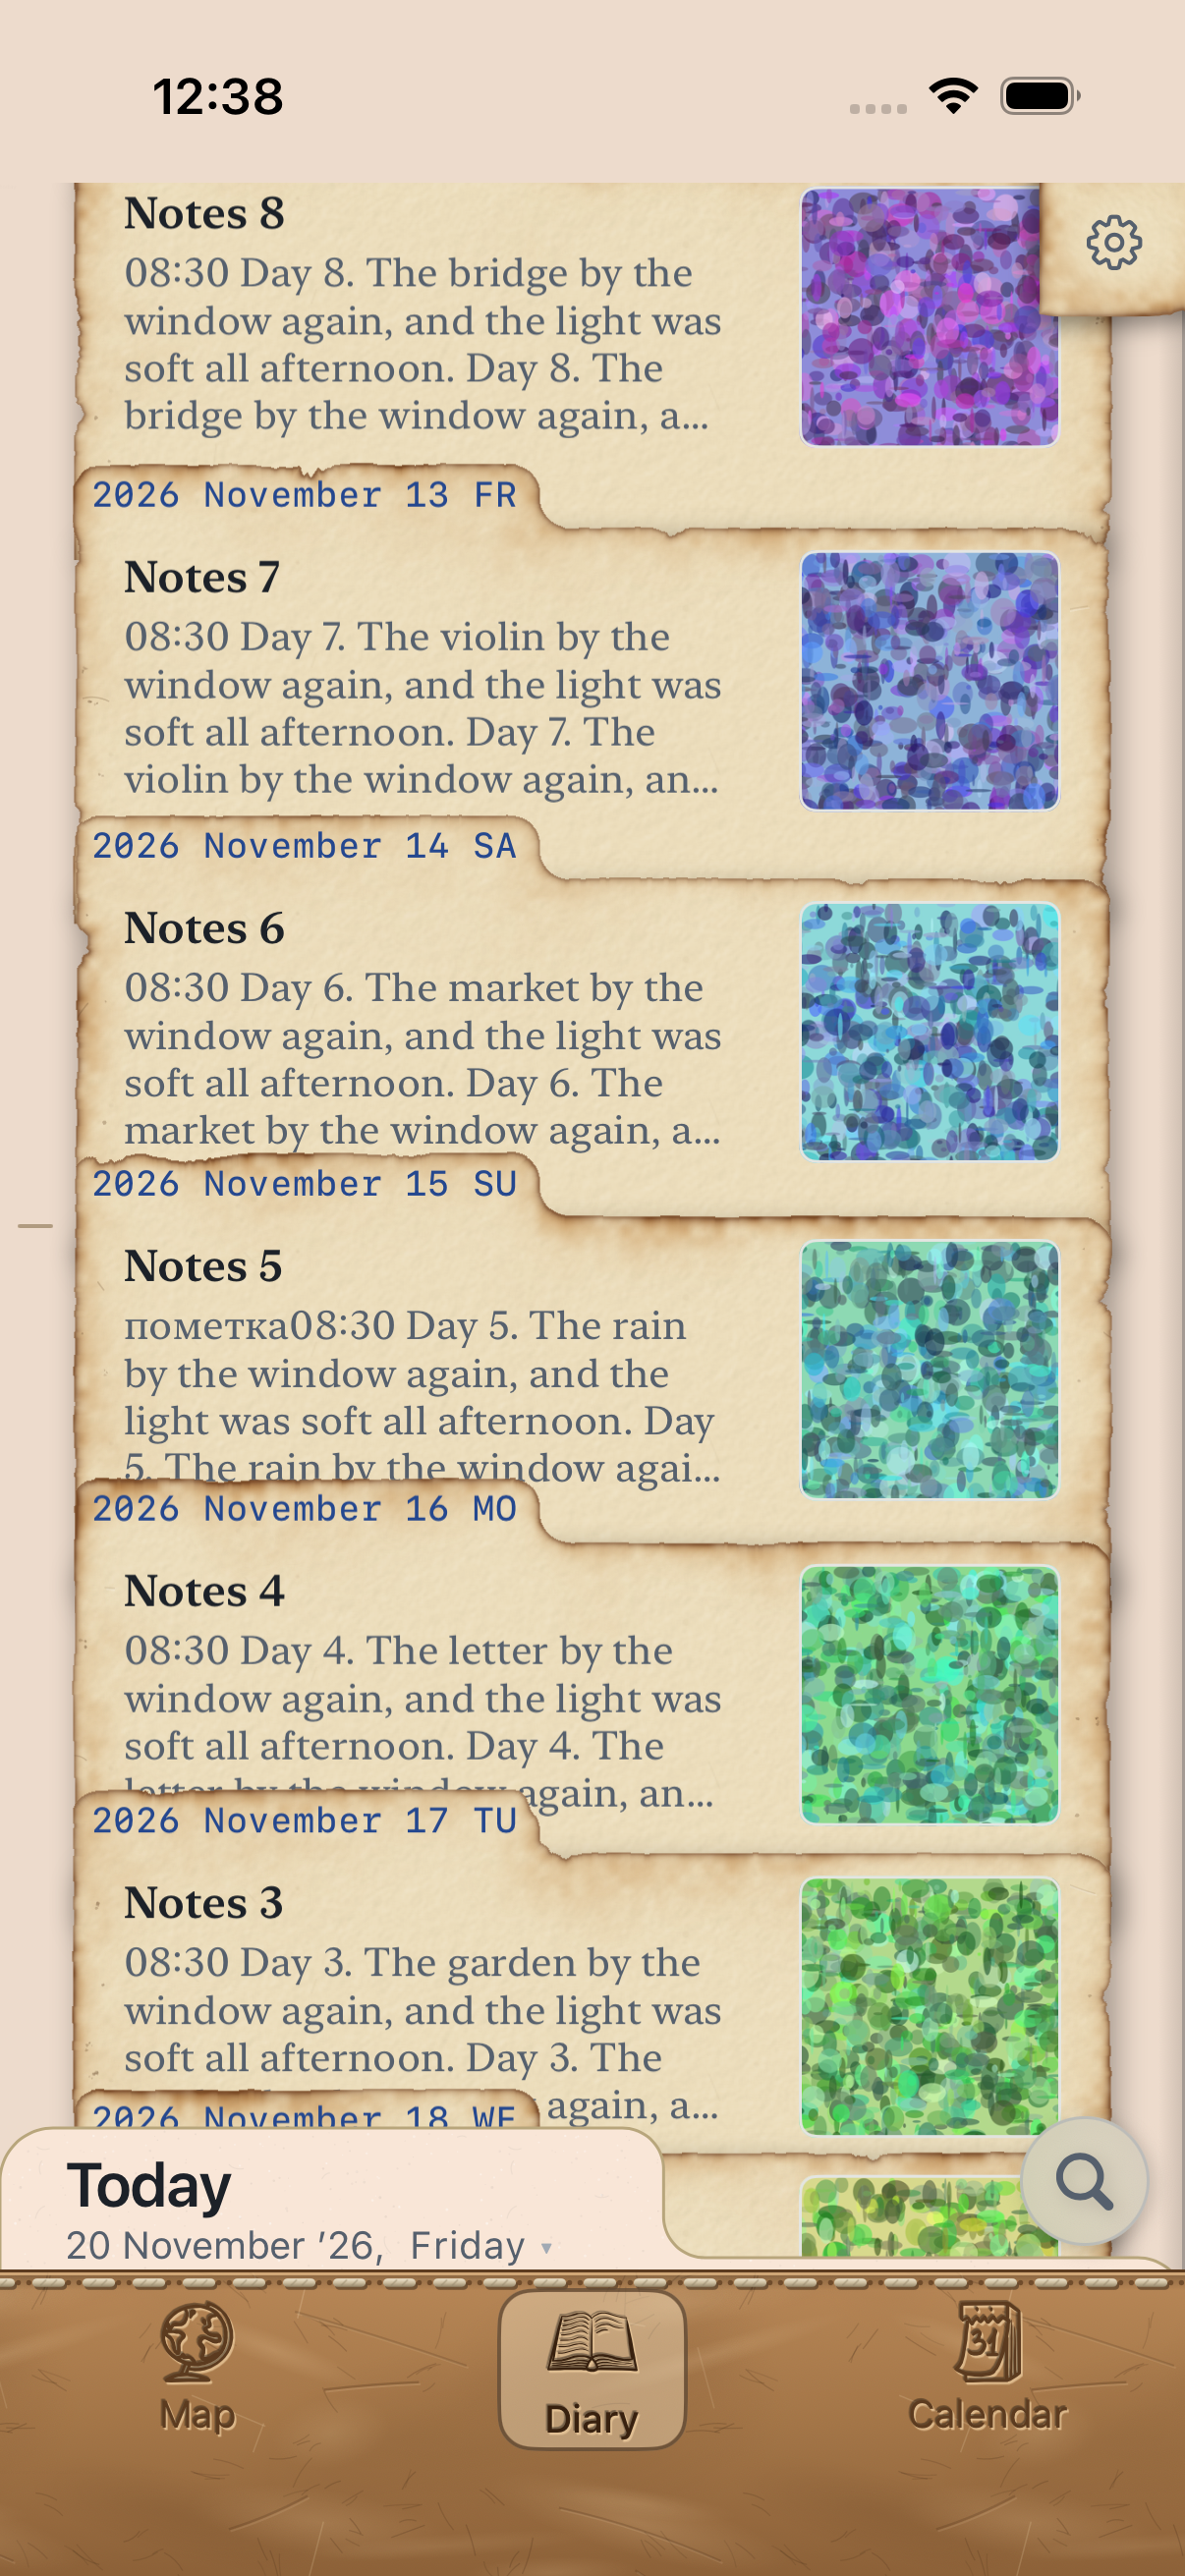 12:38
Notes 8
08:30 Day 8. The bridge by the
window again, and the light was
soft all afternoon. Day 8. The
bridge by the window again, a...
2026 November 13 FR
Notes 7
08:30 Day 7. The violin by the
window again, and the light was
soft all afternoon. Day 7. The
violin by the window again, an...
2026 November 14 SA
Notes 6
08:30 Day 6. The market by the
window again, and the light was
soft all afternoon. Day 6. The
market by the window again, a...
2026 November 15 SU
Notes 5
пометка08:30 Day 5. The rain
by the window again, and the
light was soft all afternoon. Day
5. The rain by the window agai...
2026 November 16 MO
Notes 4
08:30 Day 4. The letter by the
window again, and the light was
soft all afternoon. Day 4. The
letter by the window again, an...
2026 November 17 TU
Notes 3
08:30 Day 3. The garden by the
window again, and the light was
soft all afternoon. Day 3. The
again, a...
2026 November 18 WE
Today
20 November ’26, Friday
Map
31
Diary
Calendar